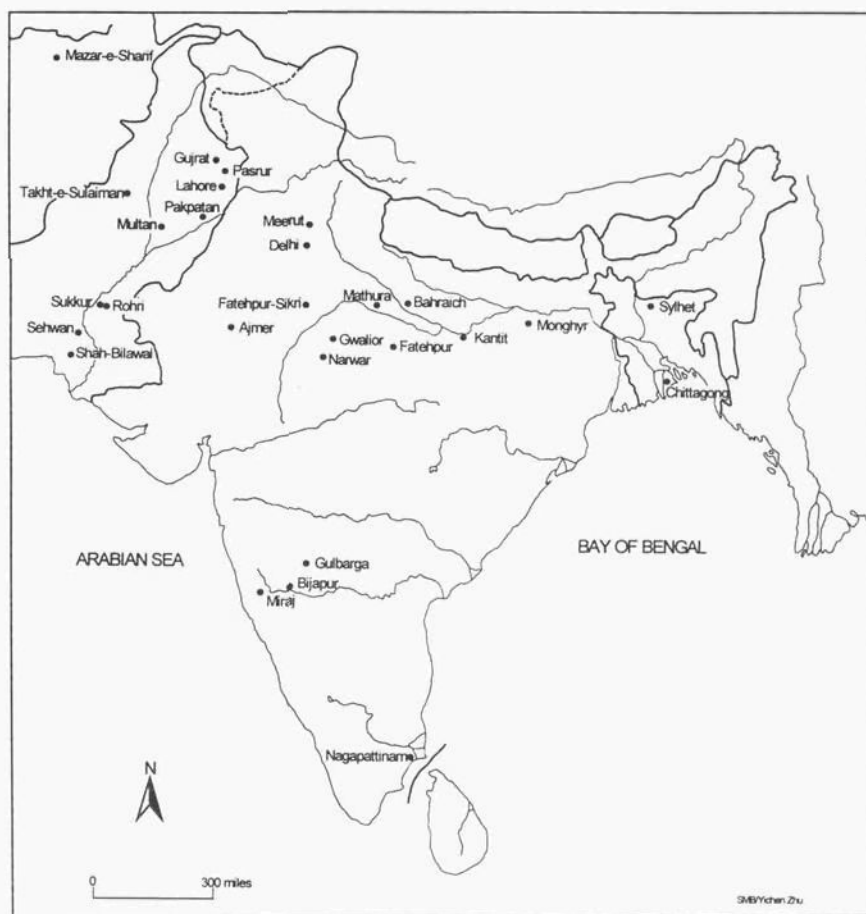 Mazar-e-Sharif
Gujrat
Pasrur
Lahore
Takht-e-Sulaiman
Pakpatan
Multan
Meerut
Delhi
Sukkur
Rohri
Fatehpur-Sikri
Mathura
Bahraich
Sylhet
Sehwan
Ajmer
Gwalior
Fatehpur
Kantit
Monghyr
Shah-Bilawal
Narwar
Chittagong
ARABIAN SEA
BAY OF BENGAL
Gulbarga
Bijapur
Miraj
Nagapattinam
N
0 300 miles
SMB/Yichen Zhu